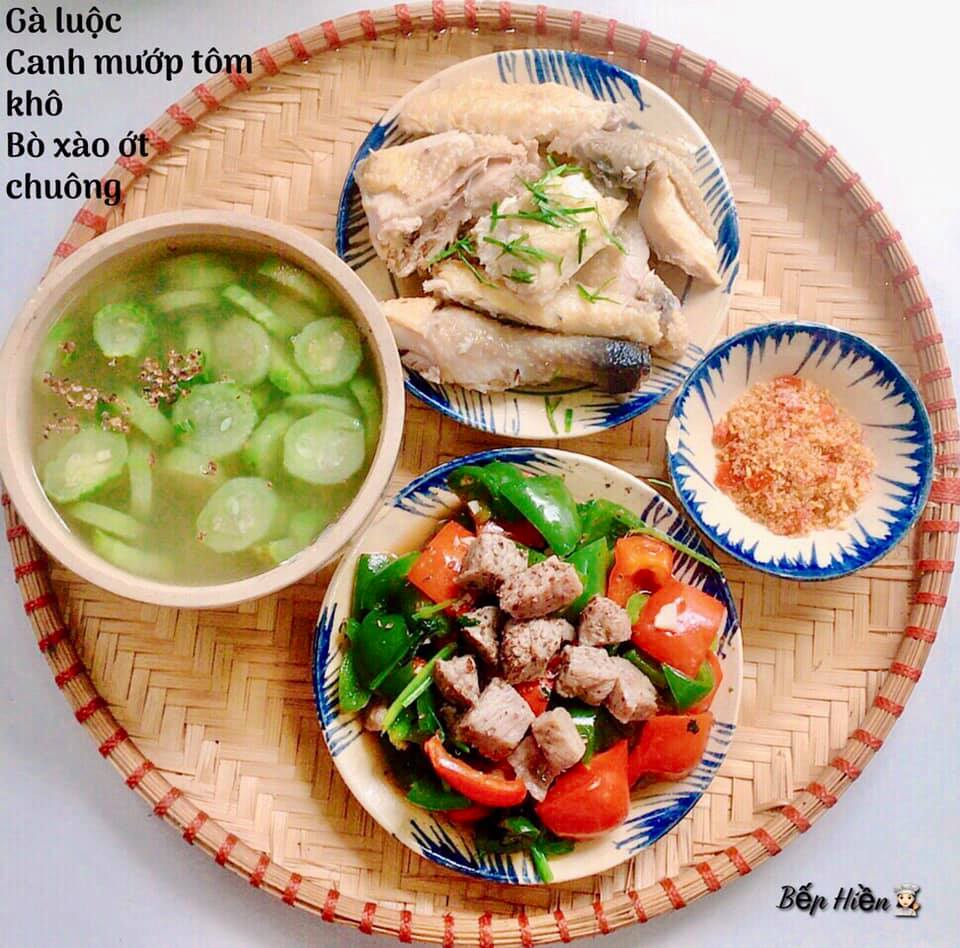 Gà luộc
Canh mướp tôm
khô
Bò xào ớt
chuông
Bếp Hiền